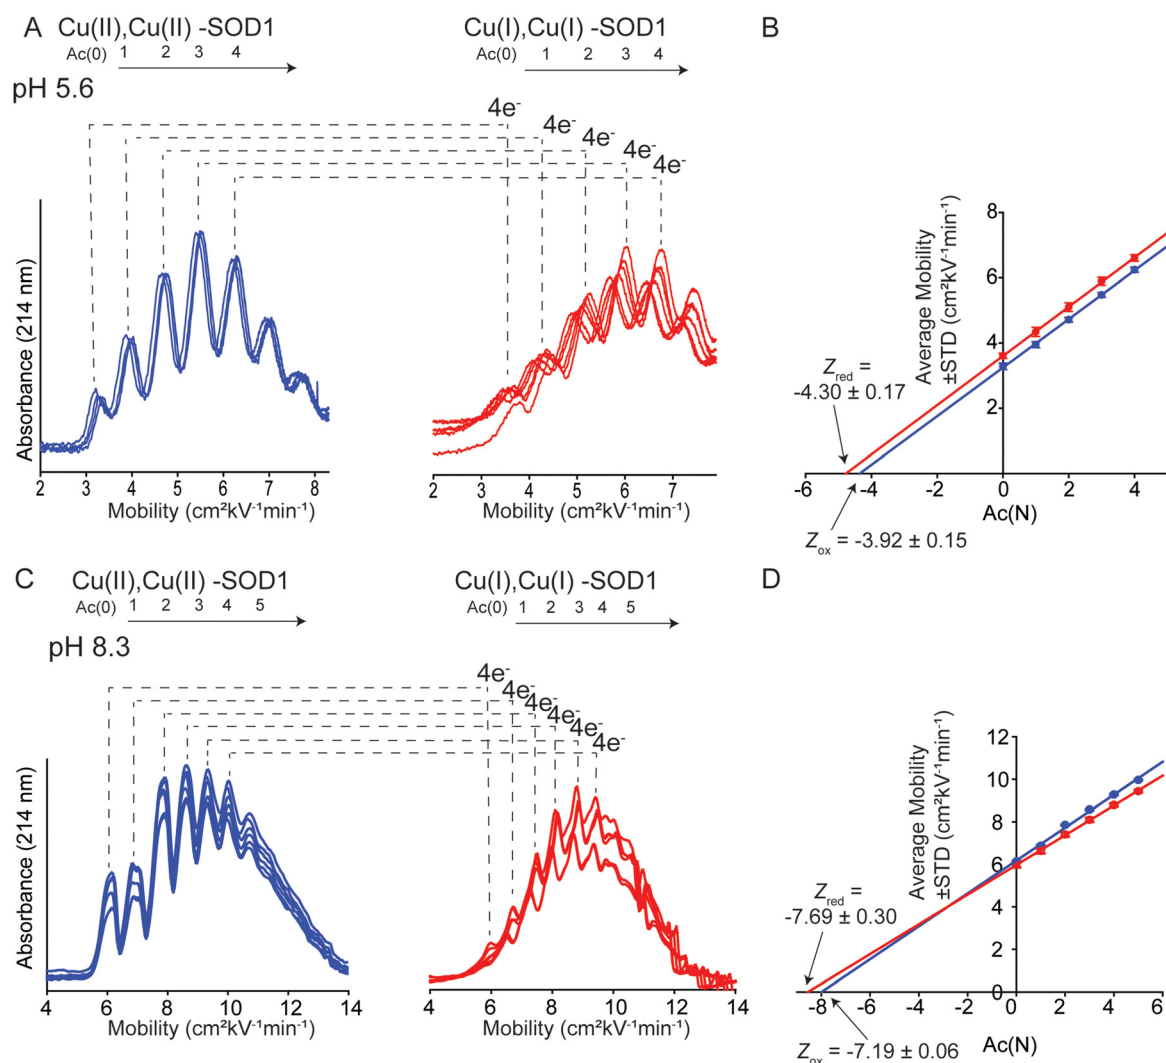 A
Cu(II),Cu(II) -SOD1
Ac(0) 1 2 3 4
Cu(I),Cu(I) -SOD1
Ac(0) 1 2 3 4
pH 5.6
4e⁻
4e⁻
4e⁻
4e⁻
4e⁻
Absorbance (214 nm)
2 3 4 5 6 7 8
Mobility (cm²kV⁻¹min⁻¹)
2 3 4 5 6 7
Mobility (cm²kV⁻¹min⁻¹)
B
Average Mobility
±STD (cm²kV⁻¹min⁻¹)
8
6
4
2
Z_red =
-4.30 ± 0.17
-6 -4 -2 0 2 4
Ac(N)
Z_ox = -3.92 ± 0.15
C
Cu(II),Cu(II) -SOD1
Ac(0) 1 2 3 4 5
Cu(I),Cu(I) -SOD1
Ac(0) 1 2 3 4 5
pH 8.3
4e⁻
4e⁻
4e⁻
4e⁻
4e⁻
4e⁻
Absorbance (214 nm)
4 6 8 10 12 14
Mobility (cm²kV⁻¹min⁻¹)
4 6 8 10 12 14
Mobility (cm²kV⁻¹min⁻¹)
D
Average Mobility
±STD (cm²kV⁻¹min⁻¹)
12
10
8
6
4
2
0
Z_red =
-7.69 ± 0.30
-8 -6 -4 -2 0 2 4 6
Ac(N)
Z_ox = -7.19 ± 0.06